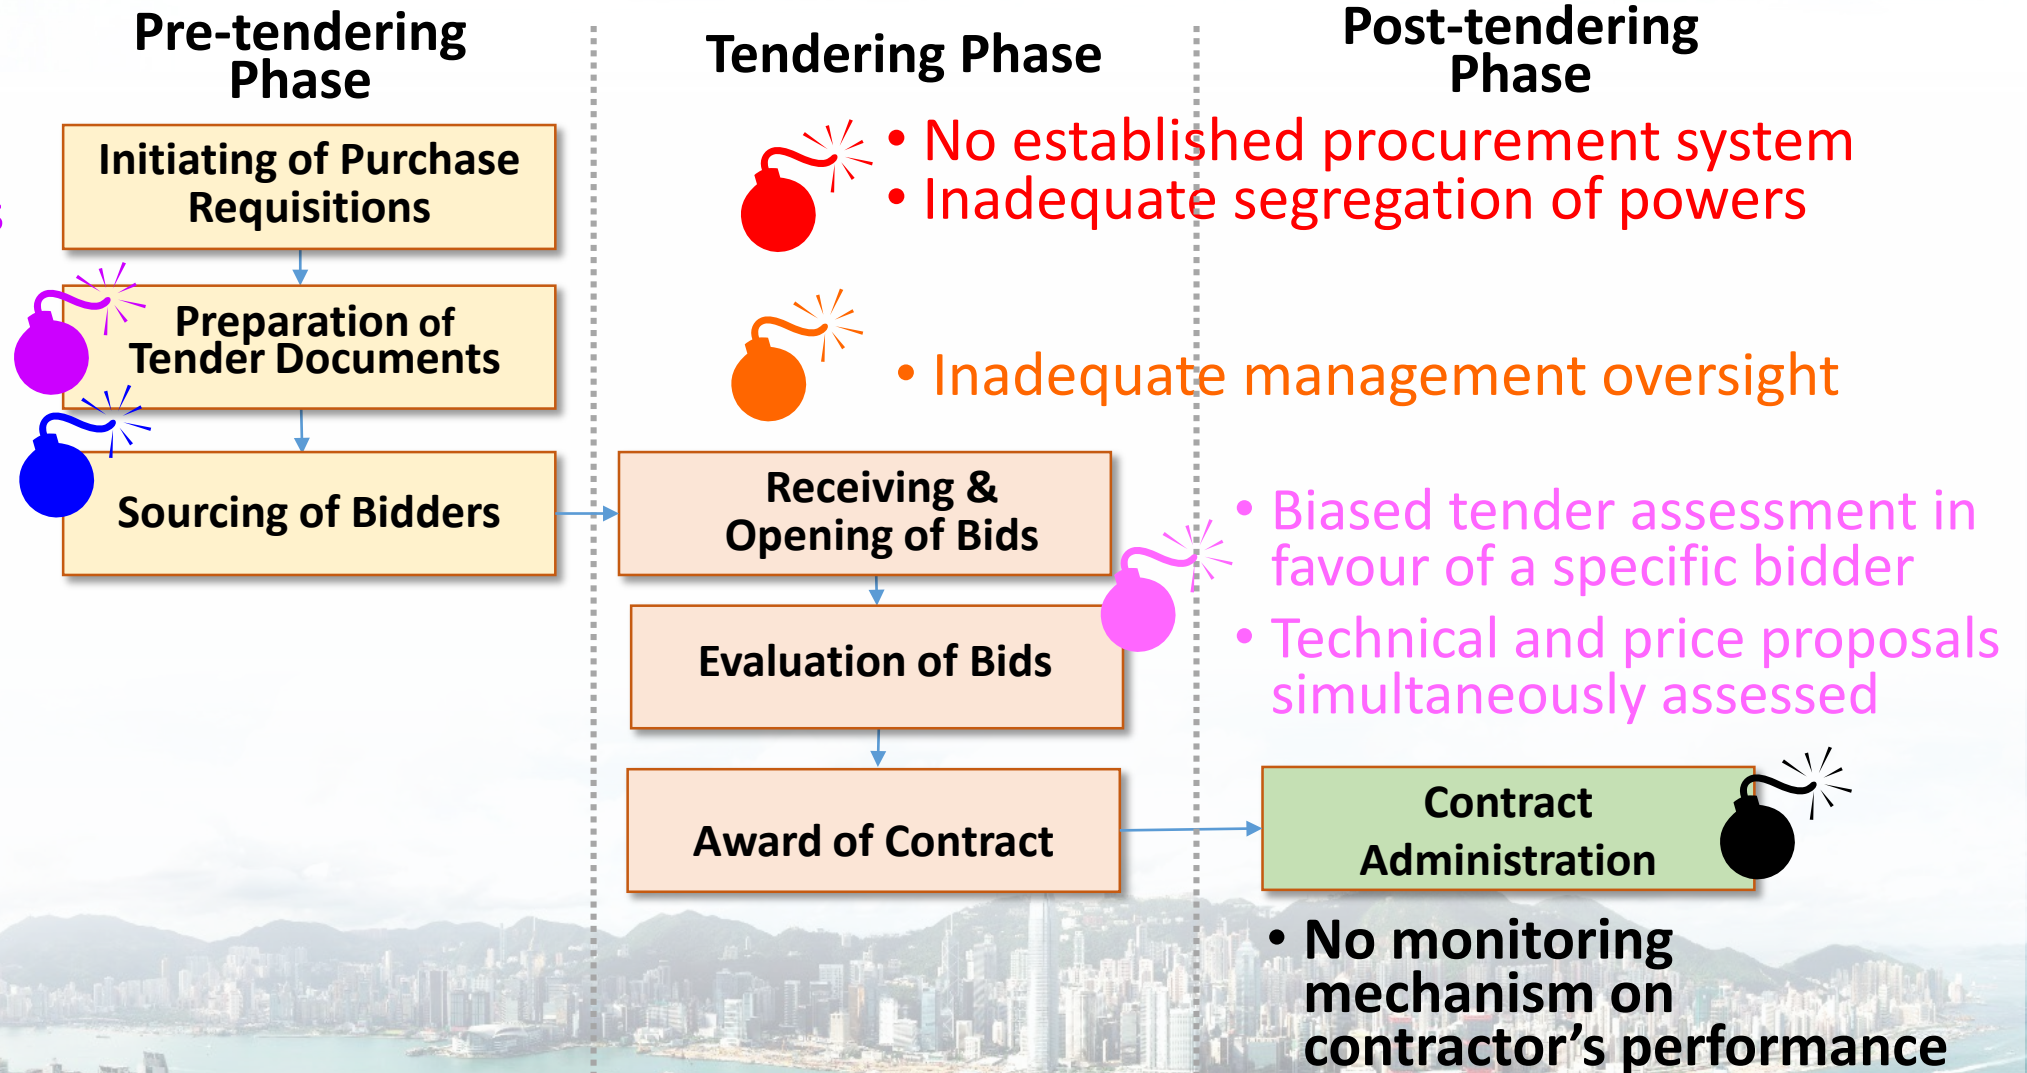 Pre-tendering
Phase
Tendering Phase
Post-tendering
Phase
Initiating of Purchase
Requisitions
Preparation of
Tender Documents
Sourcing of Bidders
• No established procurement system
• Inadequate segregation of powers
• Inadequate management oversight
Receiving &
Opening of Bids
Evaluation of Bids
Award of Contract
• Biased tender assessment in
favour of a specific bidder
• Technical and price proposals
simultaneously assessed
Contract
Administration
• No monitoring
mechanism on
contractor’s performance